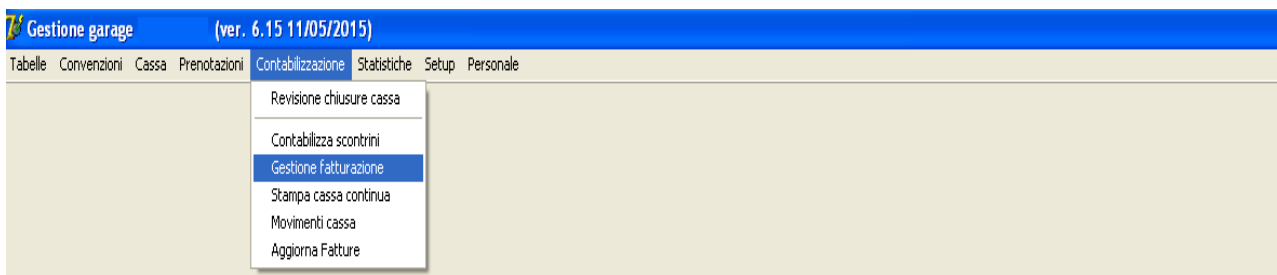 Gestione garage (ver. 6.15 11/05/2015)
Tabelle Convenzioni Cassa Prenotazioni Contabilizzazione Statistiche Setup Personale
Revisione chiusure cassa
Contabilizza scontrini
Gestione fatturazione
Stampa cassa continua
Movimenti cassa
Aggiorna Fatture